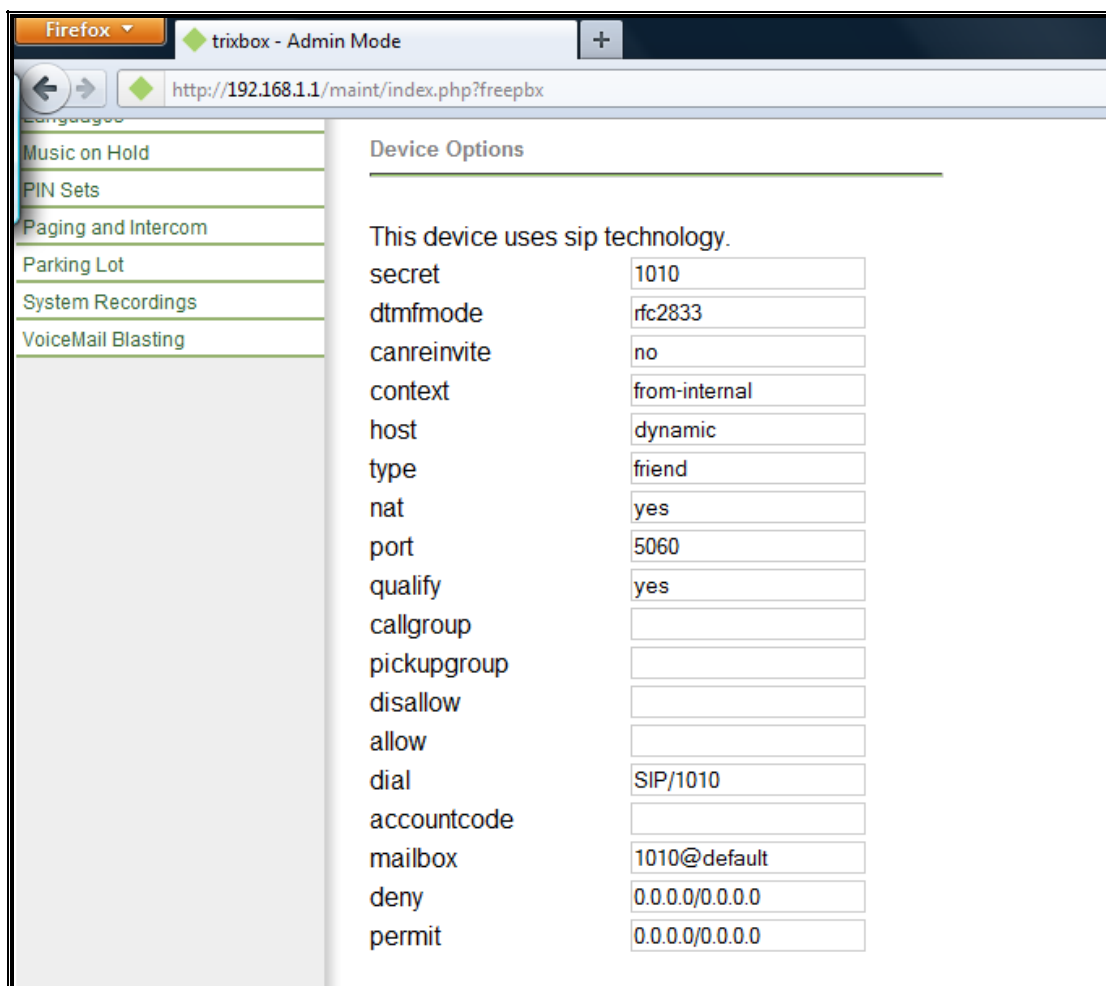 Firefox
trixbox - Admin Mode
+
http://192.168.1.1/maint/index.php?freepbx
Languages
Music on Hold
PIN Sets
Paging and Intercom
Parking Lot
System Recordings
VoiceMail Blasting
Device Options
This device uses sip technology.
secret 1010
dtmfmode rfc2833
canreinvite no
context from-internal
host dynamic
type friend
nat yes
port 5060
qualify yes
callgroup
pickupgroup
disallow
allow
dial SIP/1010
accountcode
mailbox 1010@default
deny 0.0.0.0/0.0.0.0
permit 0.0.0.0/0.0.0.0